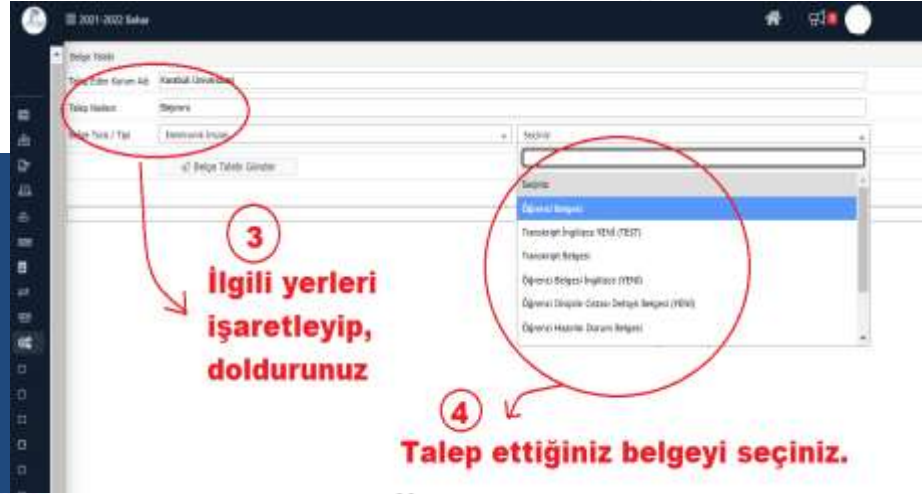 2021-2022 Bahar
Belge Talebi
Talep Eden Kurum Adı Karabük Üniversitesi
Talep Nedeni
Belge Türü / Tipi Elektronik İmzalı Seçiniz
Belge Talebi Gönder
Seçiniz
Öğrenci Belgesi
Transkript İngilizce YENİ (TEST)
Transkript Belgesi
Öğrenci Belgesi İngilizce (YENİ)
Öğrenci Disiplin Cezası Detaylı Belgesi (YENİ)
Öğrenci Hazırlık Durum Belgesi
3
İlgili yerleri
işaretleyip,
doldurunuz
4
Talep ettiğiniz belgeyi seçiniz.